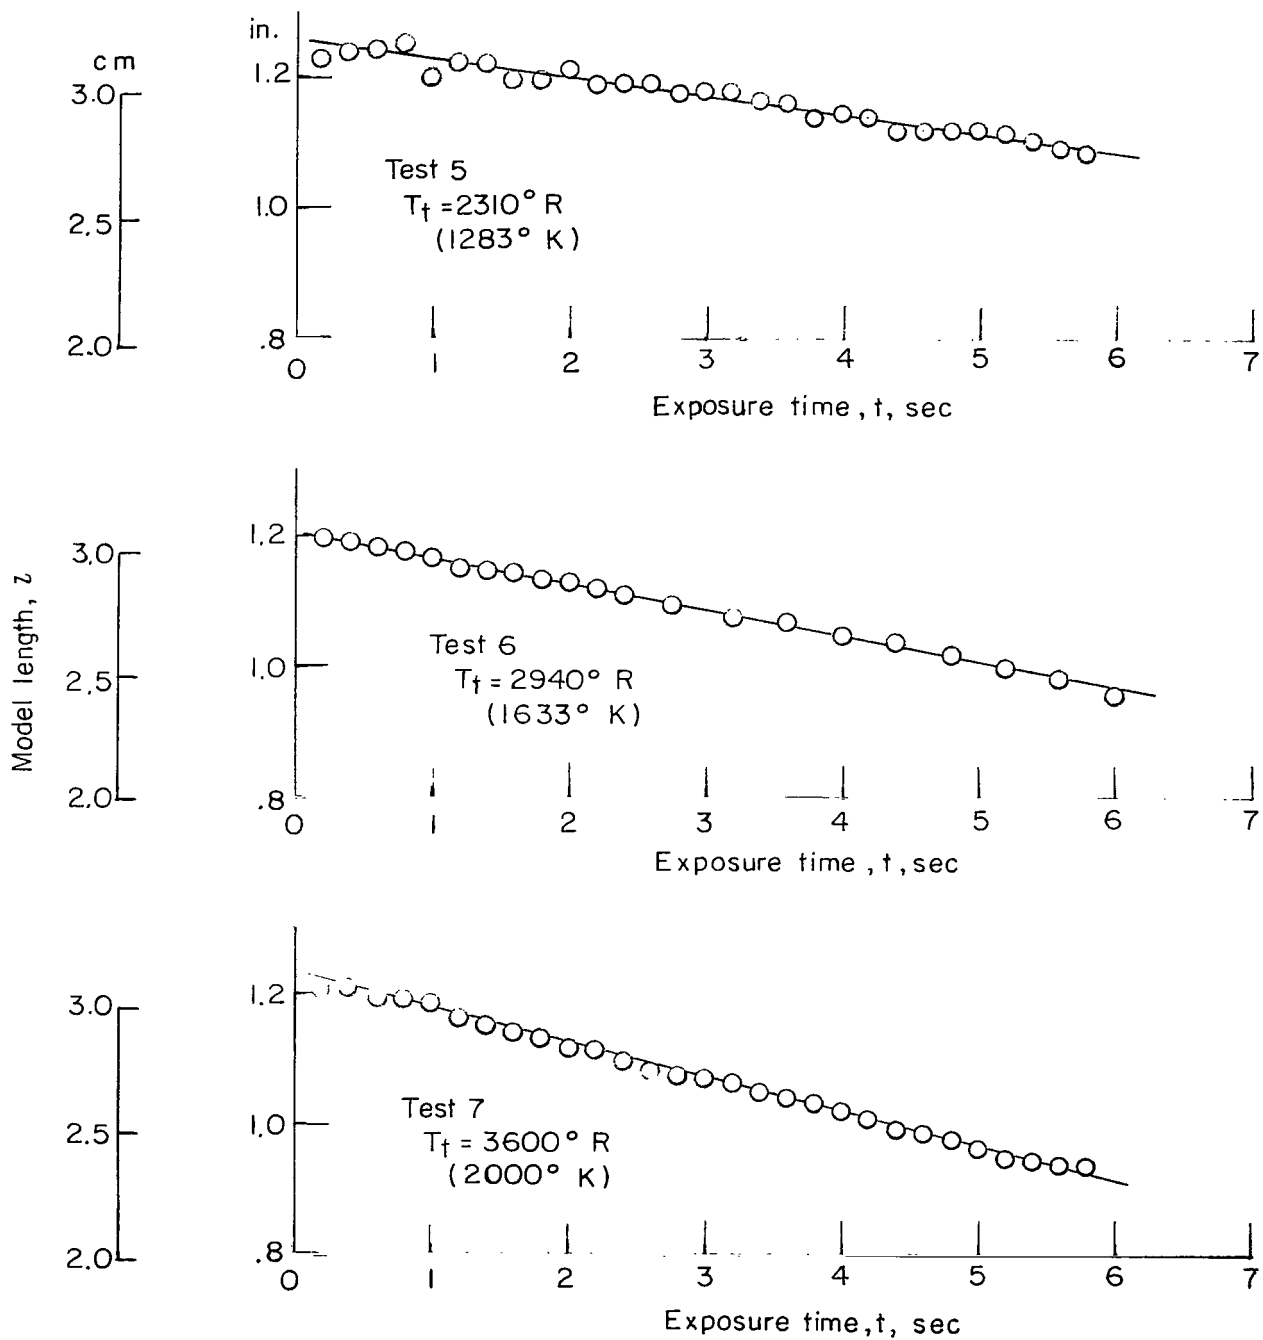 in.
cm
1.2
3.0
Test 5
Tt = 2310° R
1.0
2.5
(1283° K)
.8
2.0
0 1 2 3 4 5 6 7
Exposure time, t, sec
1.2
3.0
Model length, l
Test 6
1.0
2.5
Tt = 2940° R
(1633° K)
.8
2.0
0 1 2 3 4 5 6 7
Exposure time, t, sec
1.2
3.0
Test 7
1.0
2.5
Tt = 3600° R
(2000° K)
.8
2.0
0 1 2 3 4 5 6 7
Exposure time, t, sec